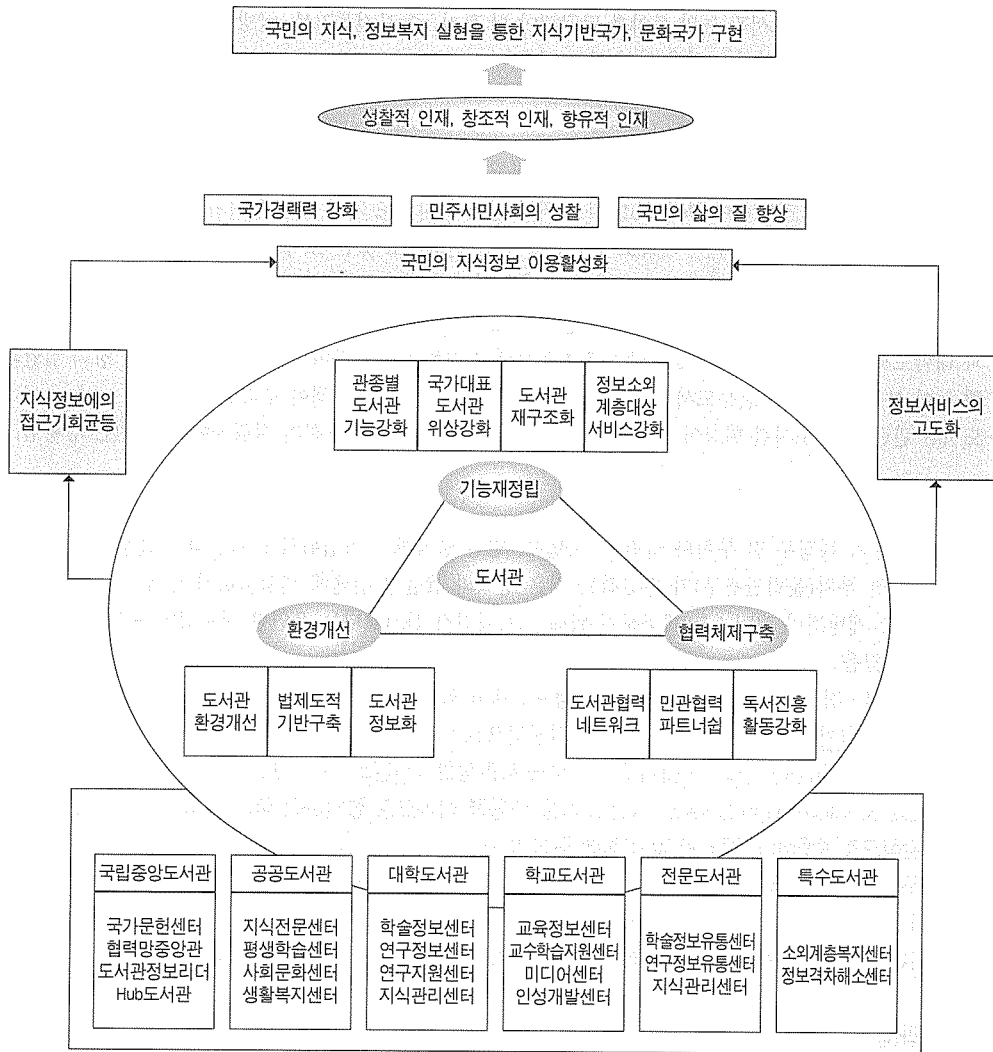 국민의 지식, 정보복지 실현을 통한 지식기반국가, 문화국가 구현
성찰적 인재, 창조적 인재, 향유적 인재
국가경쟁력 강화
민주시민사회의 성찰
국민의 삶의 질 향상
국민의 지식정보 이용활성화
지식정보에의
접근기회균등
정보서비스의
고도화
관종별
도서관
기능강화
국가대표
도서관
위상강화
도서관
재구조화
정보소외
계층대상
서비스강화
기능재정립
도서관
환경개선
협력체제구축
도서관
환경개선
법제도적
기반구축
도서관
정보화
도서관협력
네트워크
민관협력
파트너쉽
독서진흥
활동강화
국립중앙도서관
국가문헌센터
협력망중앙관
도서관정보리더
Hub도서관
공공도서관
지식전문센터
평생학습센터
사회문화센터
생활복지센터
대학도서관
학술정보센터
연구정보센터
연구지원센터
지식관리센터
학교도서관
교육정보센터
교수학습지원센터
미디어센터
인성개발센터
전문도서관
학술정보유통센터
연구정보유통센터
지식관리센터
특수도서관
소외계층복지센터
정보격차해소센터